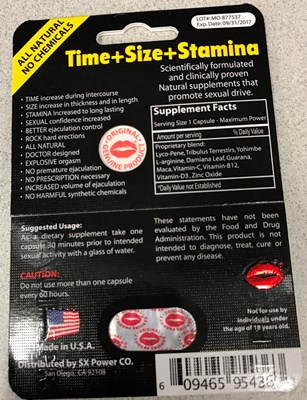 ALL NATURAL
NO CHEMICALS
LOT#:MO 877537
Exp. Date: 09/31/2017
Time+Size+Stamina
Scientifically formulated
and clinically proven
Natural supplements that
promote sexual drive.
• TIME increase during intercourse
• SIZE increase in thickness and in length
• STAMINA increased to long lasting
• SEXUAL confidence increased
• BETTER ejaculation control
• ROCK hard erections
• ALL NATURAL
• DOCTOR designed
• EXPLOSIVE orgasm
• NO premature ejaculation
• NO PRESCRIPTION necessary
• INCREASED volume of ejaculation
• NO HARMFUL synthetic chemicals
ORIGINAL
GENUINE PRODUCT
Supplement Facts
Serving Size 1 Capsule - Maximum Power
Amount per serving % Daily Value
Proprietary blend:
Lyco-Pene, Tribulus Terrestris, Yohimbe
L-arginine, Damiana Leaf, Guarana,
Maca, Vitamin-C, Vitamin-B12,
Vitamin-D3, Zinc Oxide
*Daily Value not Established
Suggested Usage:
As a dietary supplement take one
capsule 30 minutes prior to intended
sexual activity with a glass of water.
CAUTION:
Do not use more than one capsule
every 60 hours.
These statements have not been
evaluated by the Food and Drug
Administration. This product is not
intended to diagnose, treat, cure or
prevent any disease.
Not for use by
individuals under
the age of 18 years old.
Made in U.S.A.
Distributed by SX Power CO.
San Diego, CA 92108
6 09465 95438